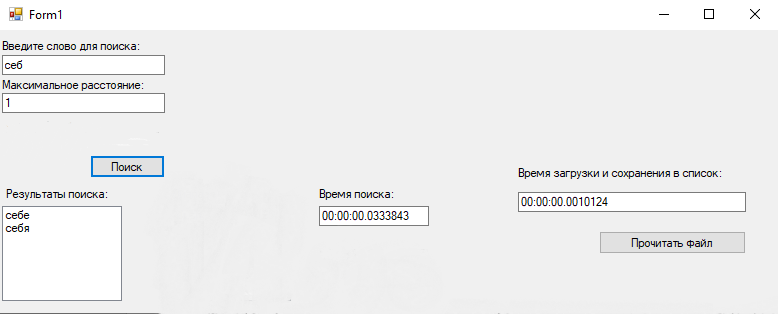 Form1
Введите слово для поиска:
себ
Максимальное расстояние:
1
Поиск
Время загрузки и сохранения в список:
Результаты поиска:
Время поиска:
00:00:00.0010124
себе
00:00:00.0333843
себя
Прочитать файл